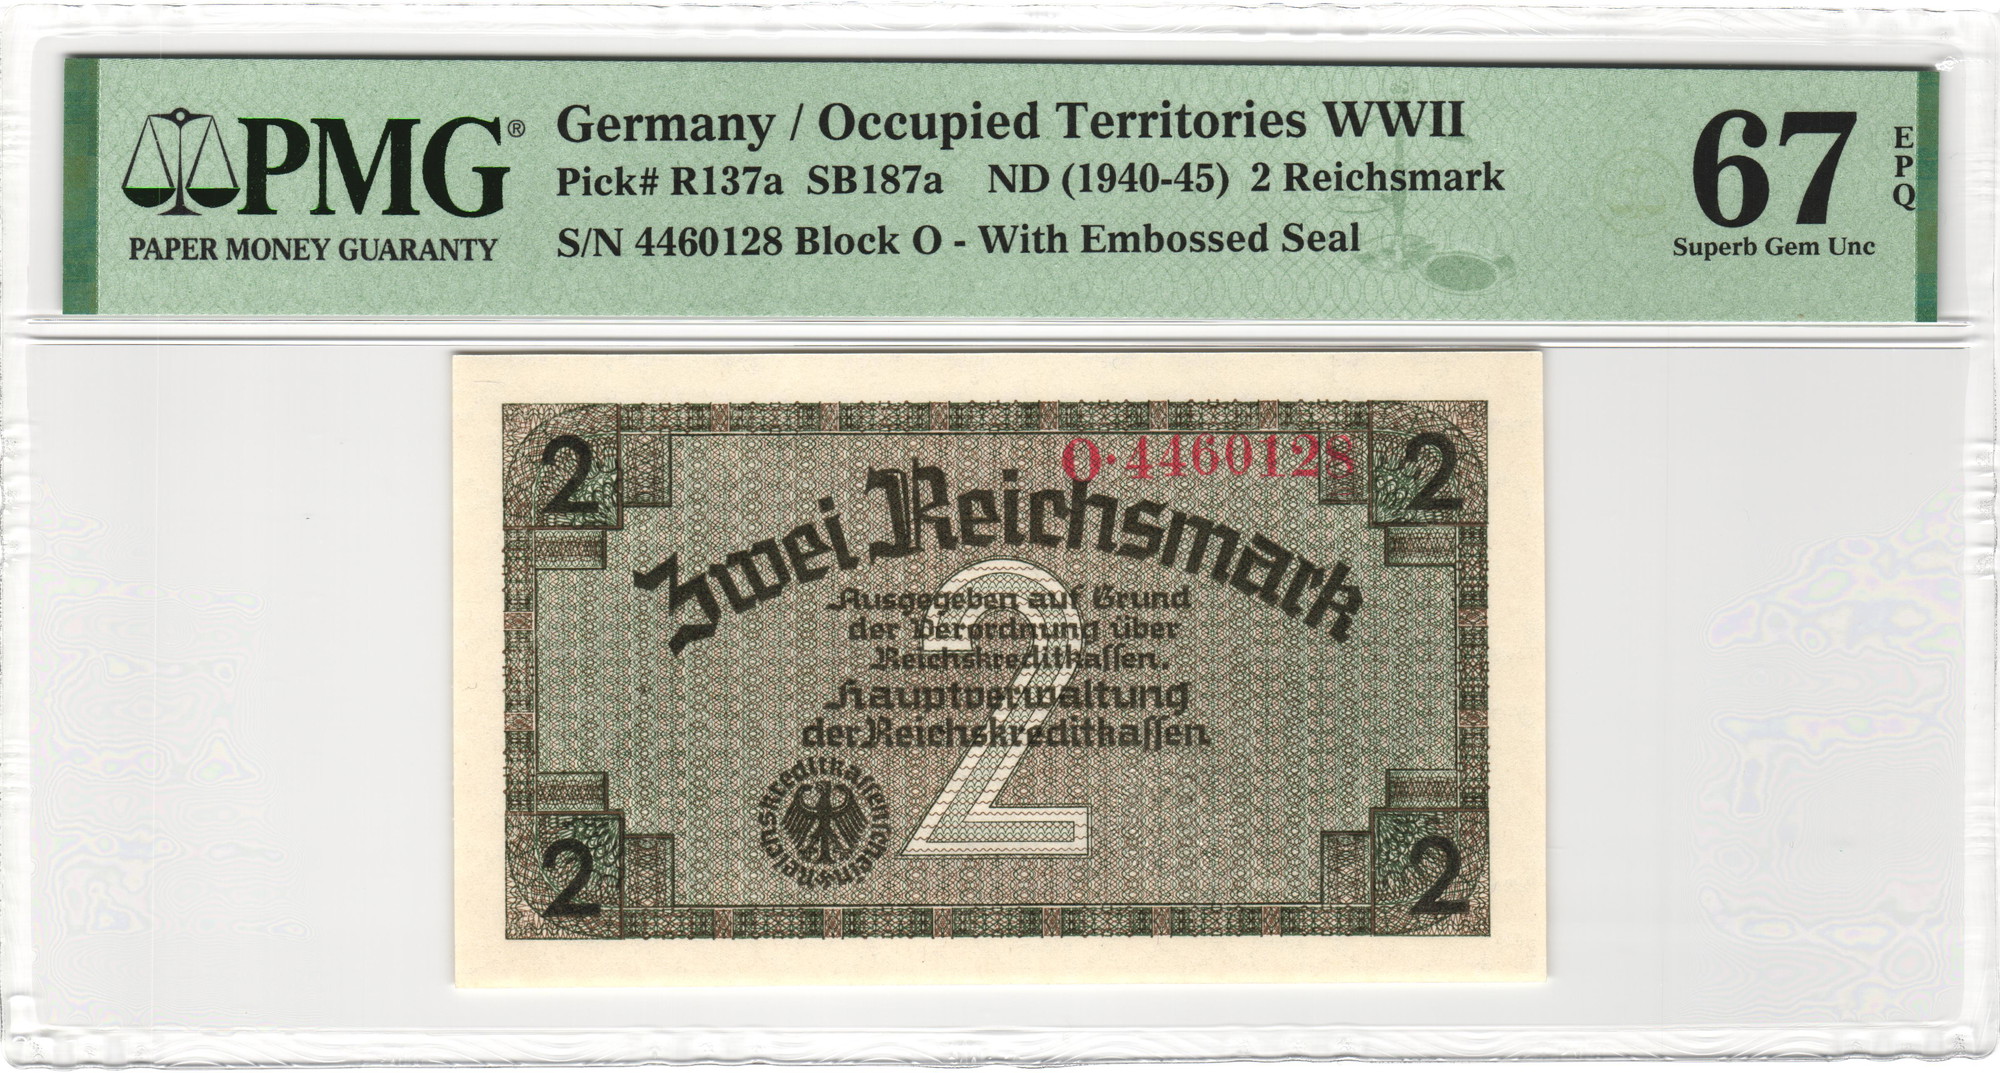 PMG®
PAPER MONEY GUARANTY
Germany / Occupied Territories WWII
Pick# R137a SB187a ND (1940-45) 2 Reichsmark
S/N 4460128 Block O - With Embossed Seal
67
EPQ
Superb Gem Unc
2
O·4460128
2
Zwei Reichsmark
Ausgegeben auf Grund
der Verordnung über
Reichskreditkaſſen.
Hauptverwaltung
der Reichskreditkaſſen
2
Reichskreditkaſſen
2
2